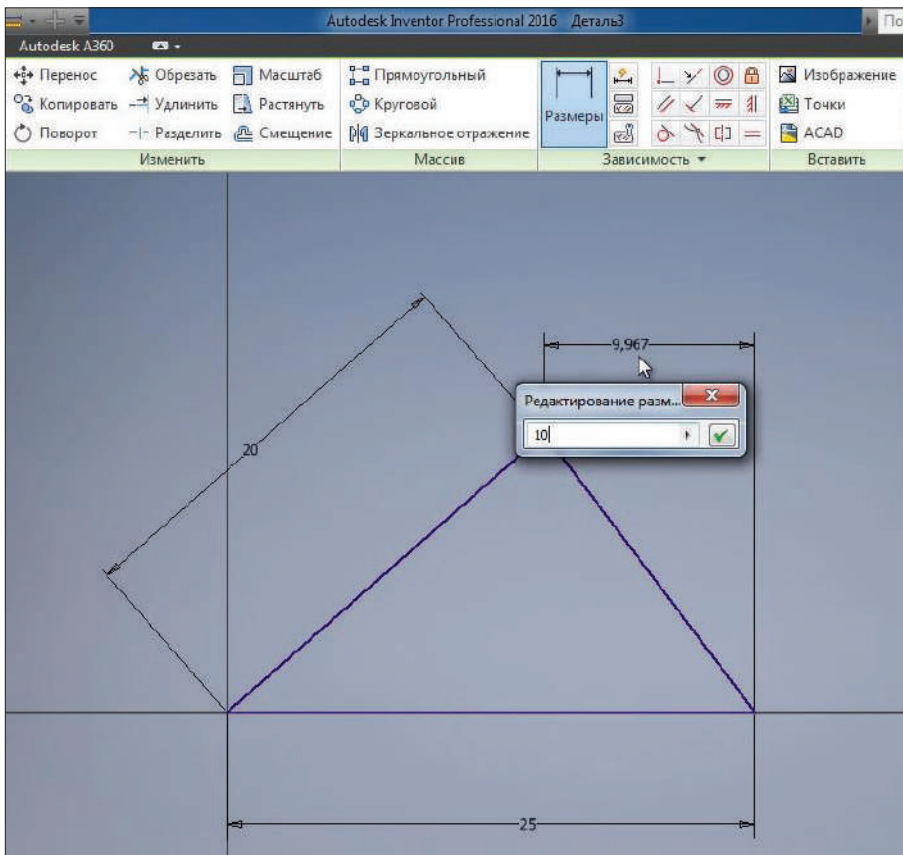 Autodesk Inventor Professional 2016 Деталь3
По
Autodesk A360
Перенос Обрезать Масштаб Прямоугольный Изображение
Копировать Удлинить Растянуть Круговой Размеры Точки
Поворот Разделить Смещение Зеркальное отражение ACAD
Изменить Массив Зависимость Вставить
9,967
Редактирование разм...
10
20
25